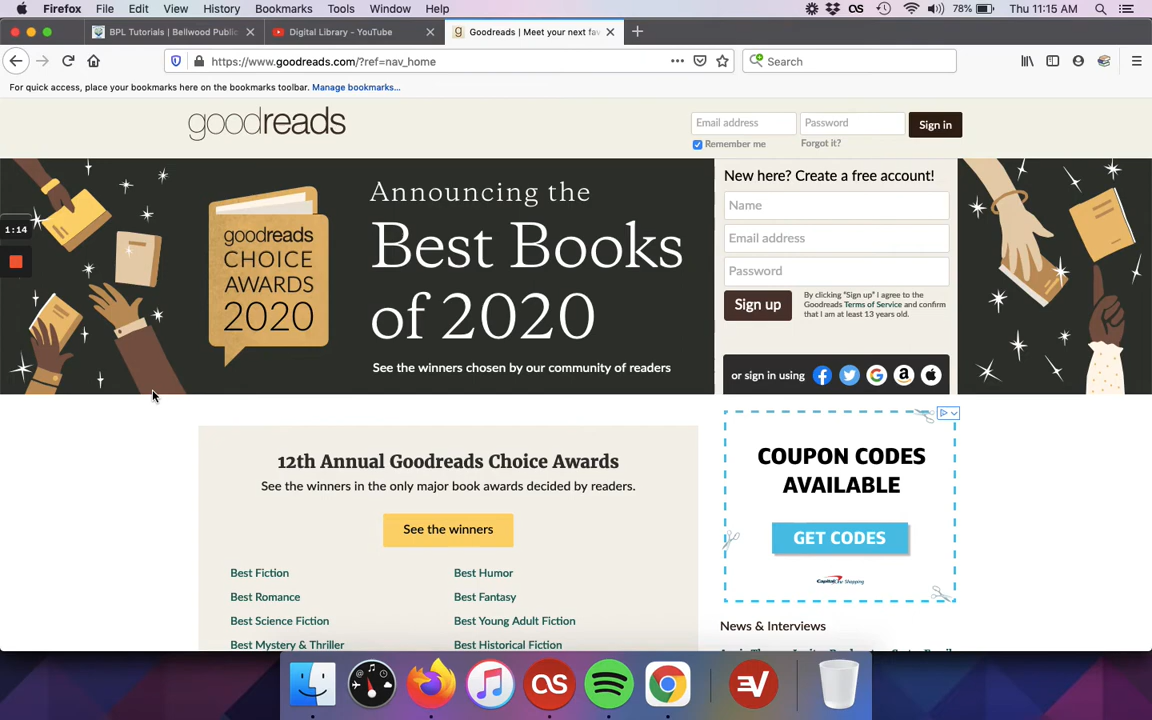 Firefox File Edit View History Bookmarks Tools Window Help 78% Thu 11:15 AM
BPL Tutorials | Bellwood Public Digital Library - YouTube Goodreads | Meet your next fav
https://www.goodreads.com/?ref=nav_home Search
For quick access, place your bookmarks here on the bookmarks toolbar. Manage bookmarks...
goodreads
Email address Password Sign in
Remember me Forgot it?
Announcing the
Best Books
of 2020
See the winners chosen by our community of readers
goodreads
CHOICE
AWARDS
2020
1:14
New here? Create a free account!
Name
Email address
Password
Sign up
By clicking "Sign up" I agree to the
Goodreads Terms of Service and confirm
that I am at least 13 years old.
or sign in using
12th Annual Goodreads Choice Awards
See the winners in the only major book awards decided by readers.
See the winners
Best Fiction Best Humor
Best Romance Best Fantasy
Best Science Fiction Best Young Adult Fiction
Best Mystery & Thriller Best Historical Fiction
COUPON CODES
AVAILABLE
GET CODES
Capital One Shopping
News & Interviews